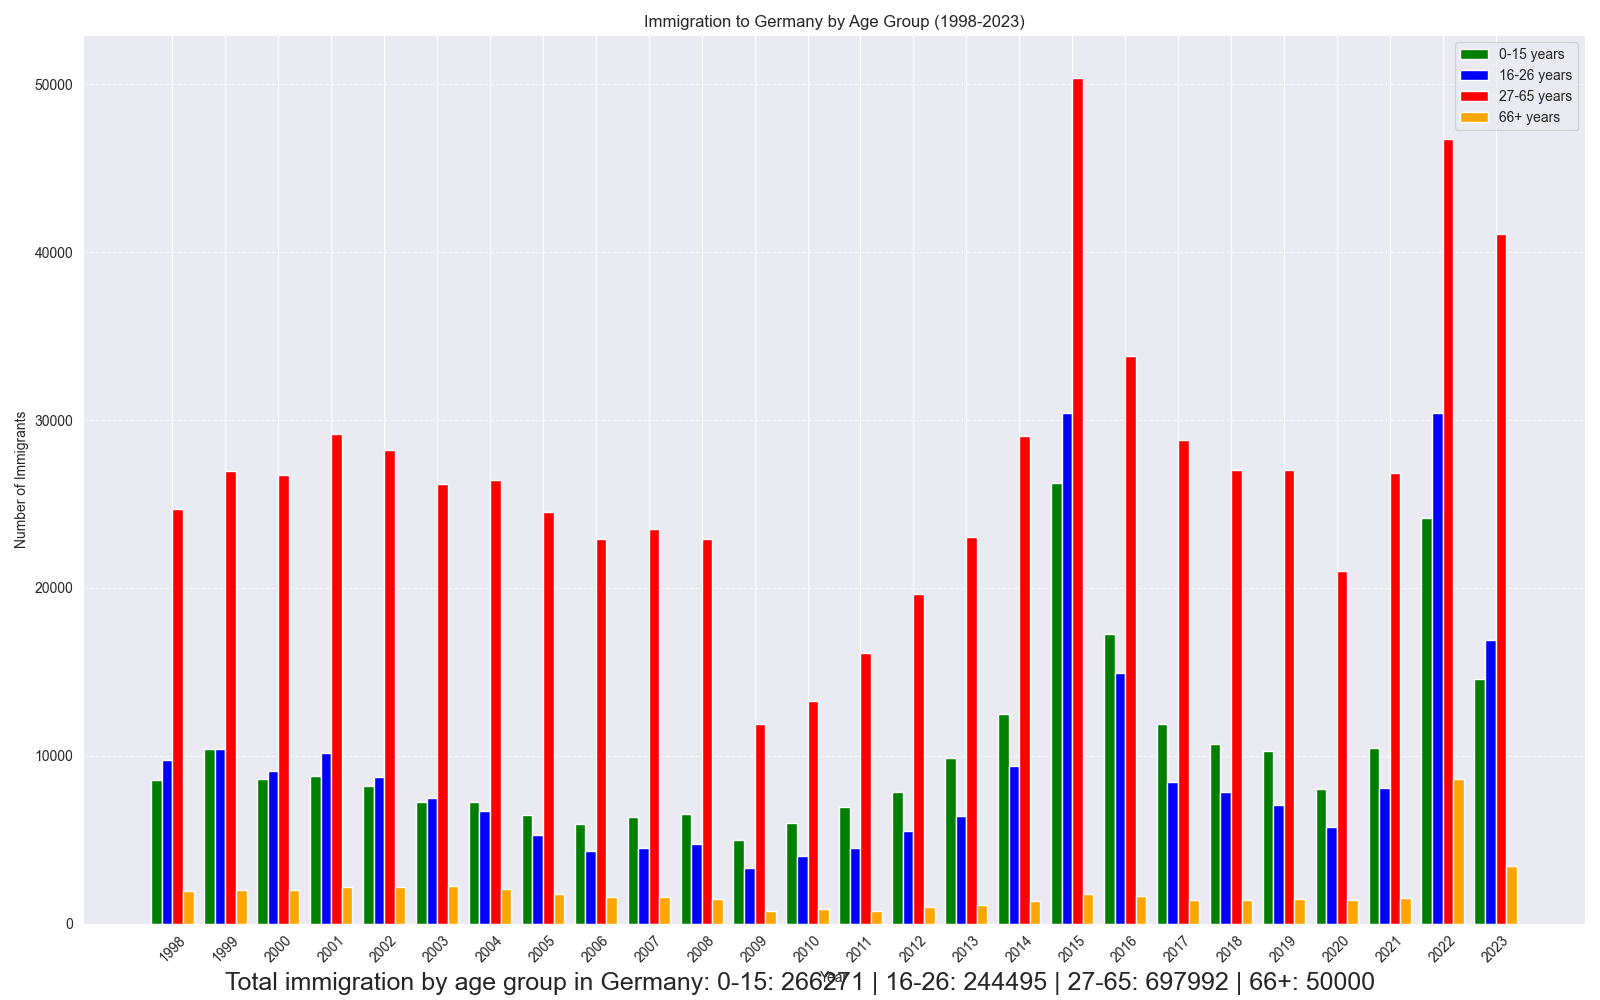 Immigration to Germany by Age Group (1998-2023)
0-15 years
16-26 years
27-65 years
66+ years
Number of Immigrants
50000
40000
30000
20000
10000
0
1998 1999 2000 2001 2002 2003 2004 2005 2006 2007 2008 2009 2010 2011 2012 2013 2014 2015 2016 2017 2018 2019 2020 2021 2022 2023
Year
Total immigration by age group in Germany: 0-15: 266271 | 16-26: 244495 | 27-65: 697992 | 66+: 50000